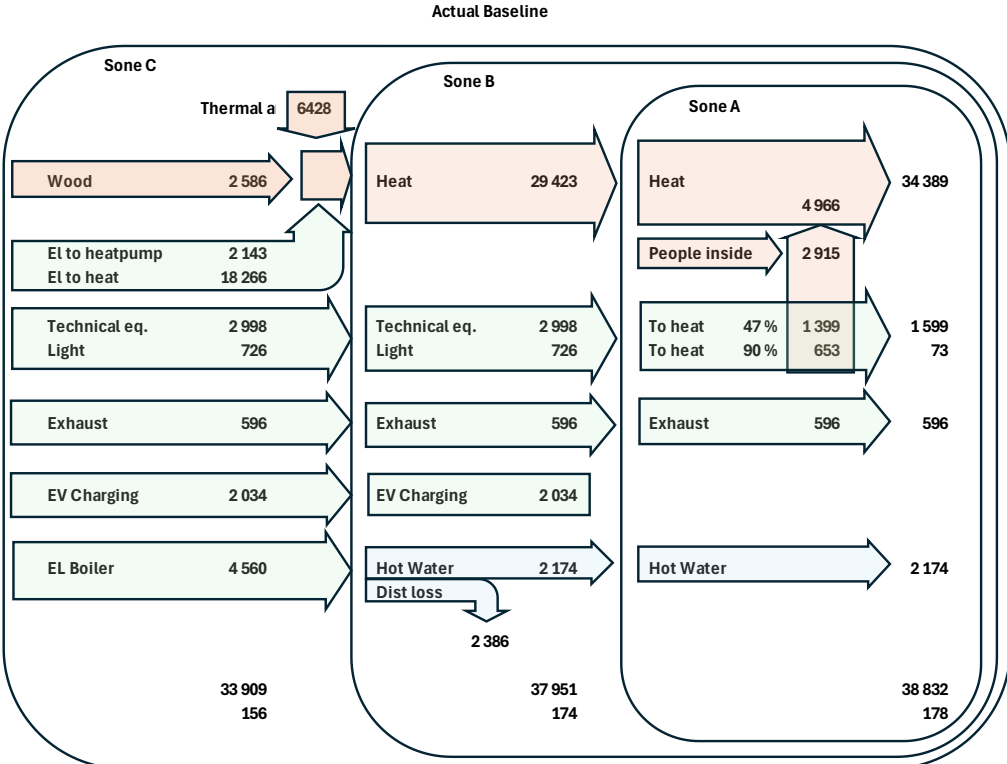 Actual Baseline
Sone C
Sone B
Sone A
Thermal a 6428
Wood 2 586
Heat 29 423
Heat 34 389
4 966
El to heatpump 2 143
El to heat 18 266
People inside 2 915
Technical eq. 2 998
Light 726
Technical eq. 2 998
Light 726
To heat 47 % 1 399 1 599
To heat 90 % 653 73
Exhaust 596
Exhaust 596
Exhaust 596 596
EV Charging 2 034
EV Charging 2 034
EL Boiler 4 560
Hot Water 2 174
Dist loss
2 386
Hot Water 2 174
33 909
156
37 951
174
38 832
178